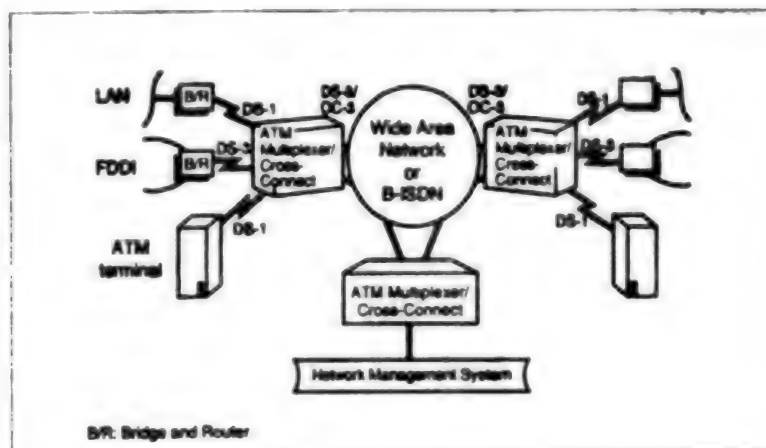 LAN
B/R
DS-1
DS-3/
OC-3
ATM
Multiplexer/
Cross-
Connect
FDDI
B/R
DS-3
ATM
terminal
DS-1
Wide Area
Network
or
B-ISDN
DS-3/
OC-3
ATM
Multiplexer/
Cross-
Connect
DS-1
DS-3
DS-1
ATM Multiplexer/
Cross-Connect
Network Management System
B/R: Bridge and Router